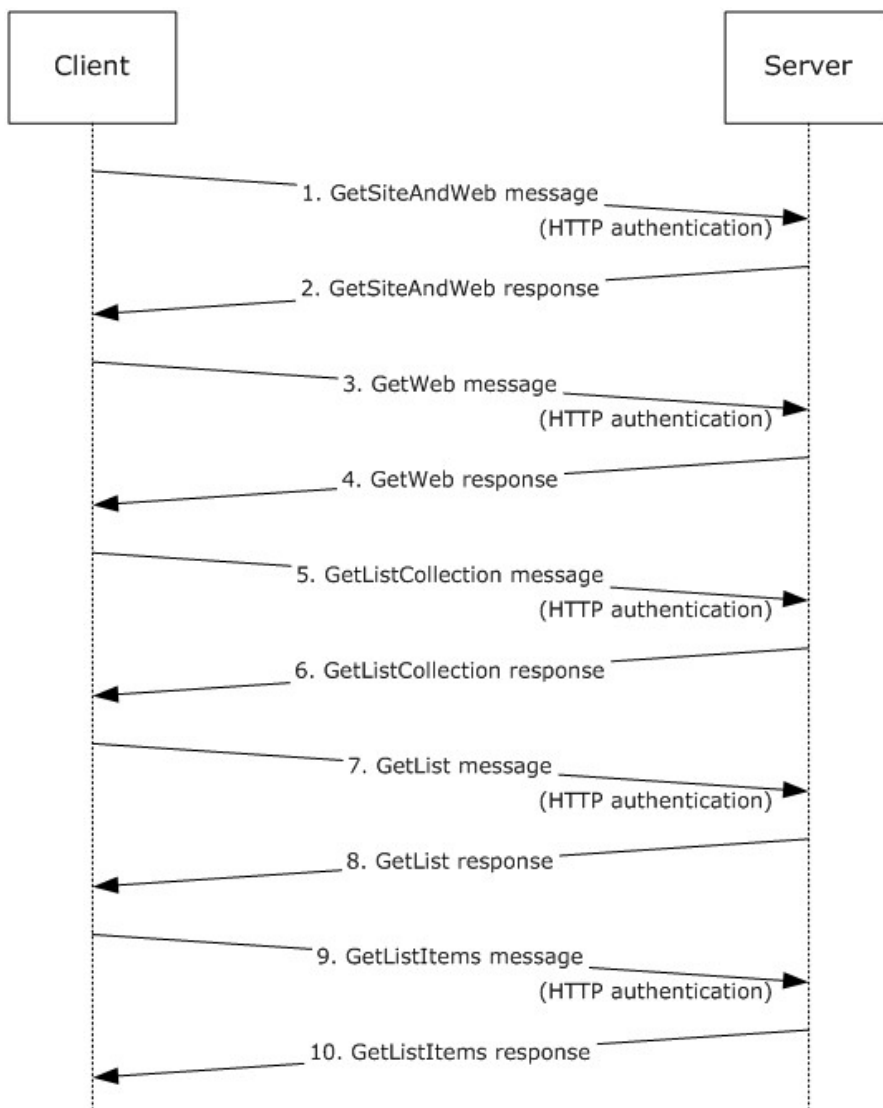 Client
Server
1. GetSiteAndWeb message
(HTTP authentication)
2. GetSiteAndWeb response
3. GetWeb message
(HTTP authentication)
4. GetWeb response
5. GetListCollection message
(HTTP authentication)
6. GetListCollection response
7. GetList message
(HTTP authentication)
8. GetList response
9. GetListItems message
(HTTP authentication)
10. GetListItems response